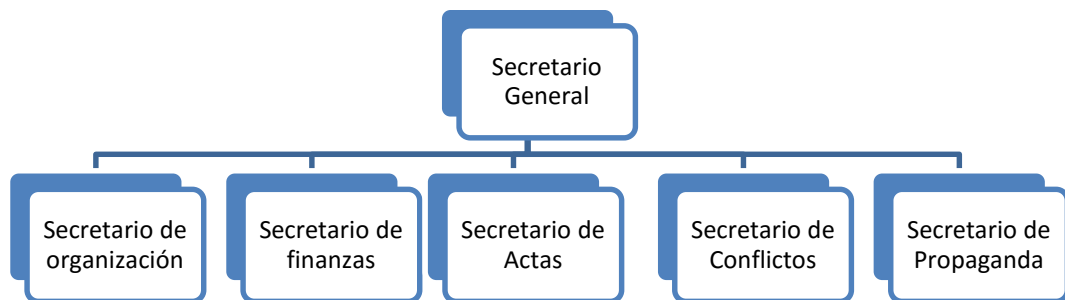 Secretario
General
Secretario de
organización
Secretario de
finanzas
Secretario de
Actas
Secretario de
Conflictos
Secretario de
Propaganda